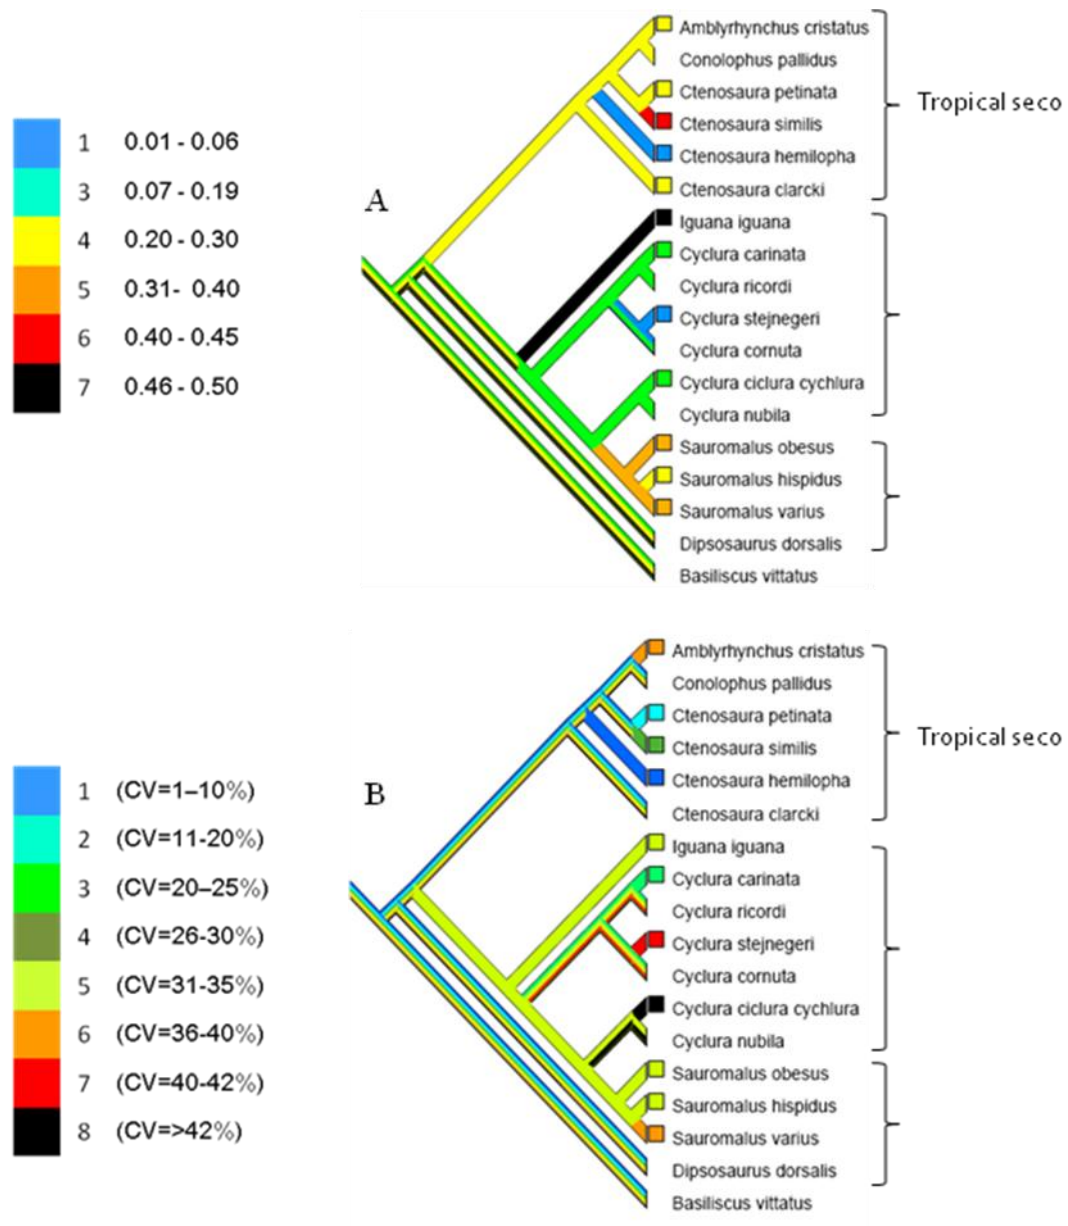 Amblyrhynchus cristatus
Conolophus pallidus
Ctenosaura petinata
Ctenosaura similis
Ctenosaura hemilopha
Ctenosaura clarcki
Tropical seco
1 0.01 - 0.06
3 0.07 - 0.19
4 0.20 - 0.30
5 0.31- 0.40
6 0.40 - 0.45
7 0.46 - 0.50
A
Iguana iguana
Cyclura carinata
Cyclura ricordi
Cyclura stejnegeri
Cyclura cornuta
Cyclura ciclura cychlura
Cyclura nubila
Sauromalus obesus
Sauromalus hispidus
Sauromalus varius
Dipsosaurus dorsalis
Basiliscus vittatus
Amblyrhynchus cristatus
Conolophus pallidus
Ctenosaura petinata
Ctenosaura similis
Ctenosaura hemilopha
Ctenosaura clarcki
Tropical seco
1 (CV=1–10%)
2 (CV=11-20%)
3 (CV=20–25%)
4 (CV=26-30%)
5 (CV=31-35%)
6 (CV=36-40%)
7 (CV=40-42%)
8 (CV=>42%)
B
Iguana iguana
Cyclura carinata
Cyclura ricordi
Cyclura stejnegeri
Cyclura cornuta
Cyclura ciclura cychlura
Cyclura nubila
Sauromalus obesus
Sauromalus hispidus
Sauromalus varius
Dipsosaurus dorsalis
Basiliscus vittatus